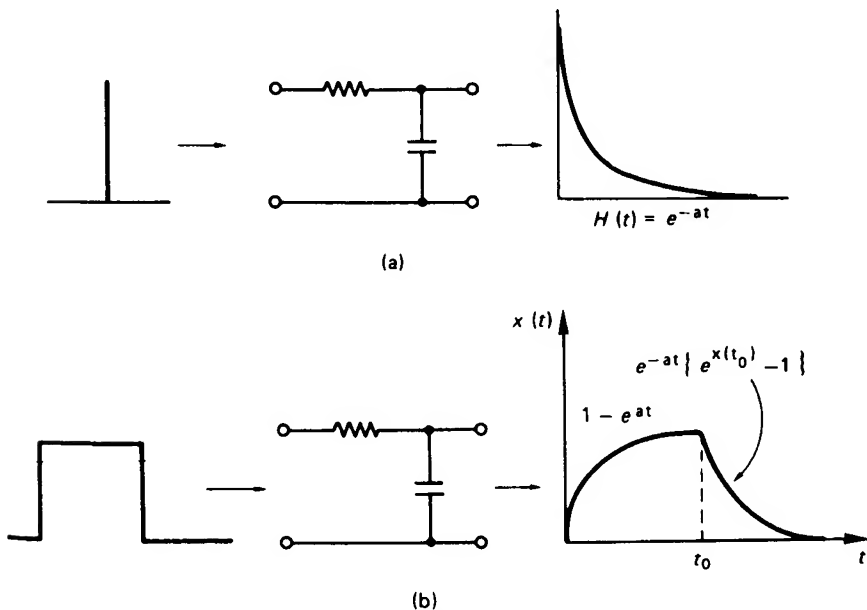 H (t) = e^{-at}
(a)
x (t)
e^{-at} { e^{x(t_0)} -1 }
1 - e^{at}
t_0
t
(b)